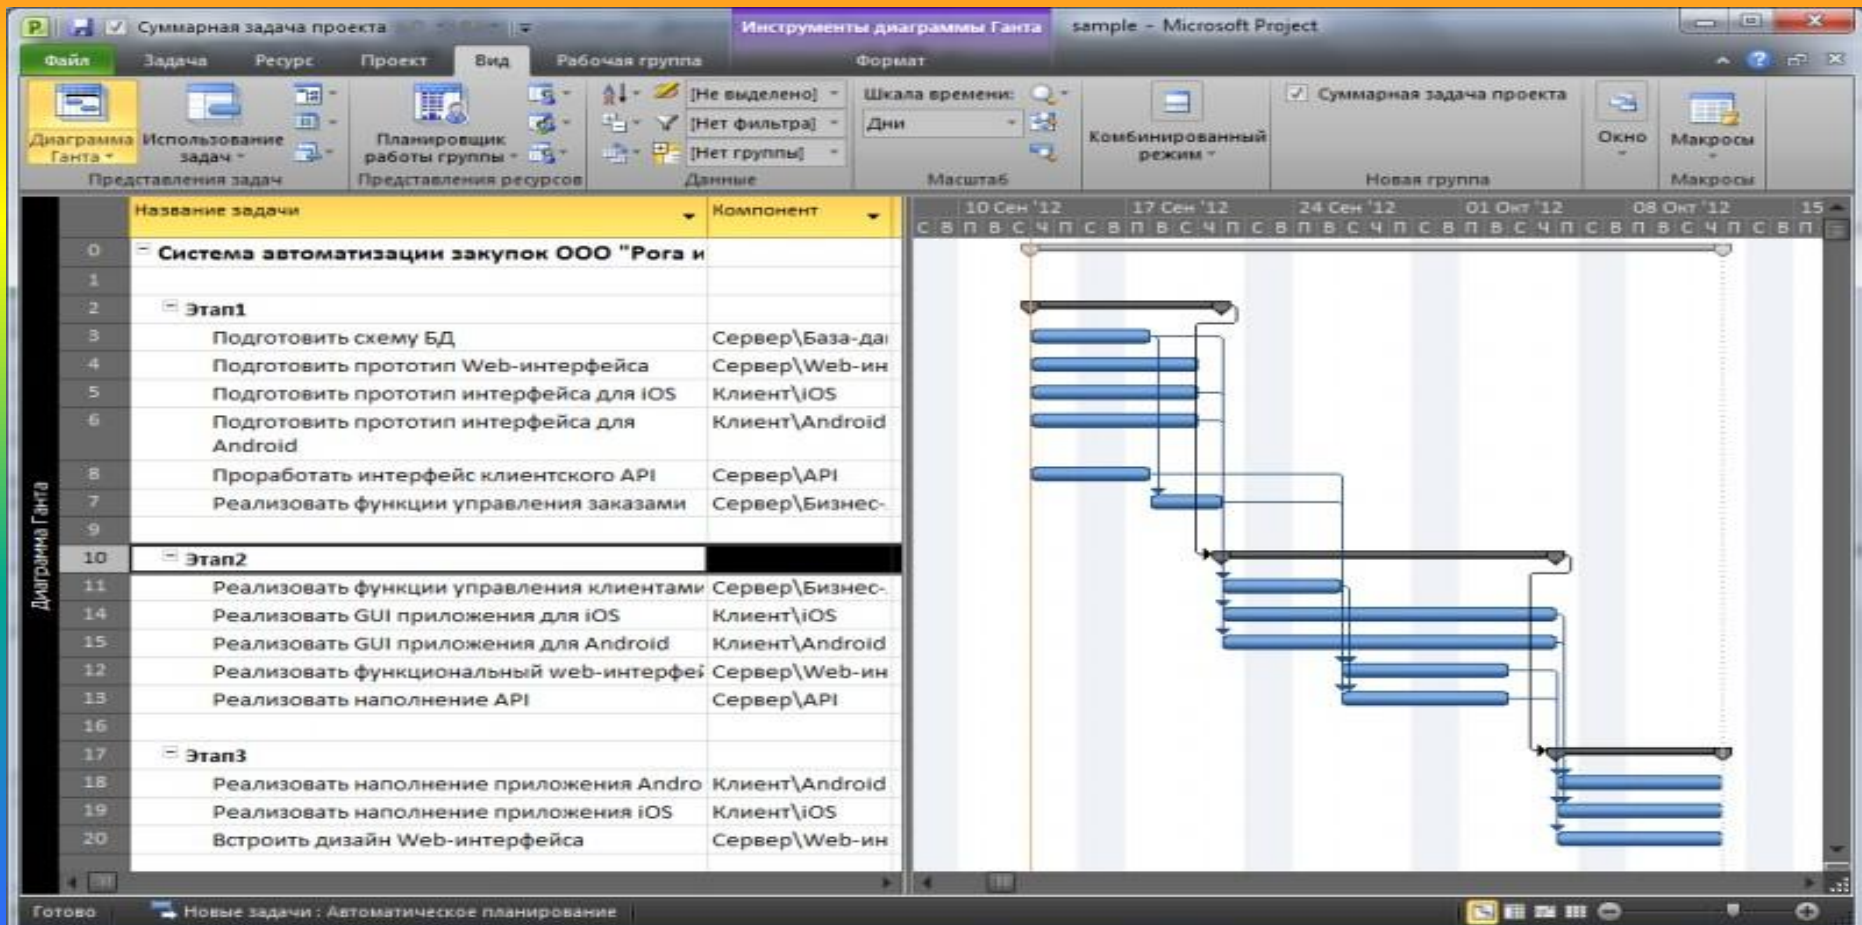 Суммарная задача проекта
Инструменты диаграммы Ганта
sample – Microsoft Project
Файл Задача Ресурс Проект Вид Рабочая группа Формат
Диаграмма Ганта
Использование задач
Планировщик работы группы
[Не выделено]
[Нет фильтра]
[Нет группы]
Шкала времени:
Дни
Комбинированный режим
Суммарная задача проекта
Окно
Макросы
Представления задач Представления ресурсов Данные Масштаб Новая группа Макросы
Название задачи Компонент
10 Сен '12 17 Сен '12 24 Сен '12 01 Окт '12 08 Окт '12 15
С В П В С Ч П С В П В С Ч П С В П В С Ч П С В П В С Ч П С В П В С Ч П С В П
0 Система автоматизации закупок ООО "Рога и
1
2 Этап1
3 Подготовить схему БД Сервер\База-да
4 Подготовить прототип Web-интерфейса Сервер\Web-ин
5 Подготовить прототип интерфейса для iOS Клиент\iOS
6 Подготовить прототип интерфейса для Клиент\Android
Android
8 Проработать интерфейс клиентского API Сервер\API
7 Реализовать функции управления заказами Сервер\Бизнес-
9
10 Этап2
11 Реализовать функции управления клиентами Сервер\Бизнес-
14 Реализовать GUI приложения для iOS Клиент\iOS
15 Реализовать GUI приложения для Android Клиент\Android
12 Реализовать функциональный web-интерфей Сервер\Web-ин
13 Реализовать наполнение API Сервер\API
16
17 Этап3
18 Реализовать наполнение приложения Andro Клиент\Android
19 Реализовать наполнение приложения iOS Клиент\iOS
20 Встроить дизайн Web-интерфейса Сервер\Web-ин
Диаграмма Ганта
Готово Новые задачи : Автоматическое планирование